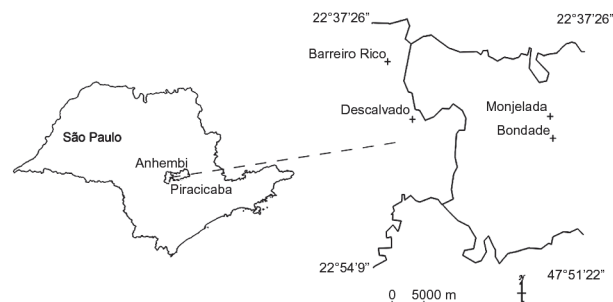 22°37'26"
22°37'26"
Barreiro Rico
São Paulo
Descalvado
Monjelada
Bondade
Anhembi
Piracicaba
22°54'9"
47°51'22"
0 5000 m